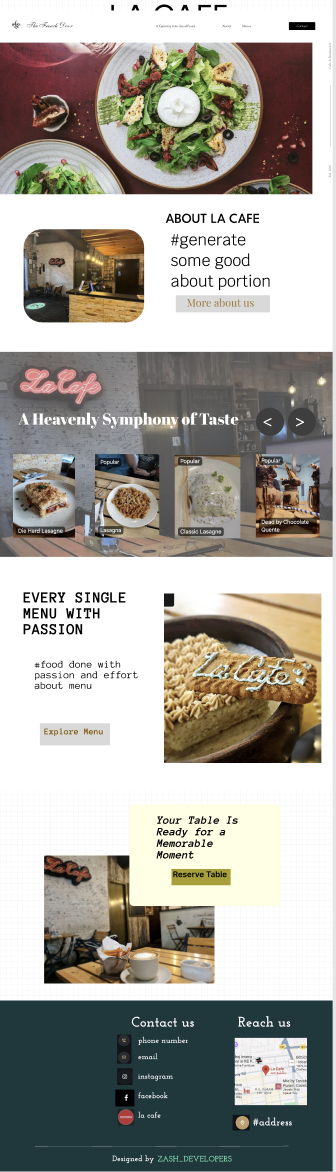 LA CAFE
The French Door
About
Menu
Contact
ABOUT LA CAFE
#generate
some good
about portion
More about us
La Cafe
A Heavenly Symphony of Taste
< >
Die Hard Lasagne
Popular
Lasagna
Popular
Classic Lasagne
Popular
Dead by Chocolate
Quente
EVERY SINGLE
MENU WITH
PASSION
#food done with
passion and effort
about menu
Explore Menu
La Cafe
Your Table Is
Ready for a
Memorable
Moment
Reserve Table
Contact us
phone number
email
instagram
facebook
la cafe
Reach us
La Cafe
#address
Designed by ZASH_DEVELOPERS